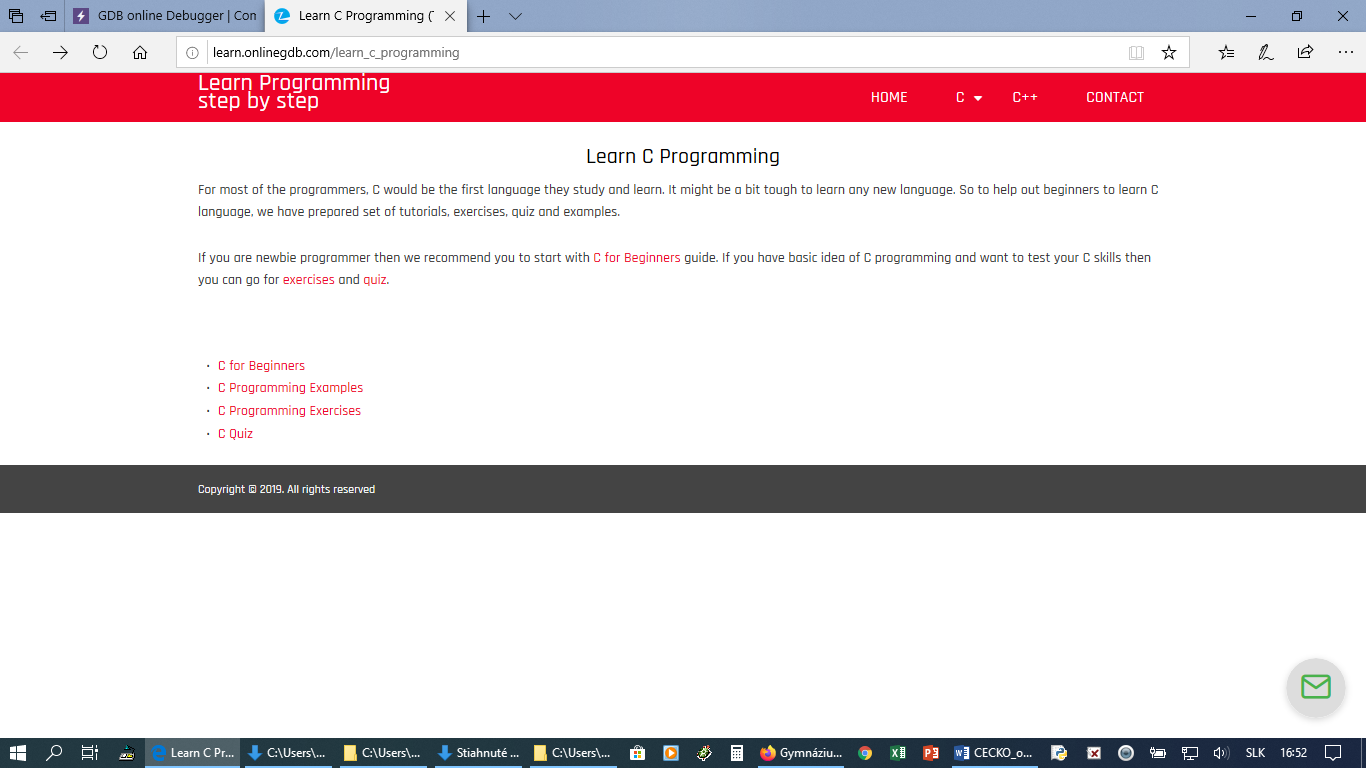 GDB online Debugger | Com
Learn C Programming (T
learn.onlinegdb.com/learn_c_programming
Learn Programming
step by step
HOME C C++ CONTACT
Learn C Programming
For most of the programmers, C would be the first language they study and learn. It might be a bit tough to learn any new language. So to help out beginners to learn C
language, we have prepared set of tutorials, exercises, quiz and examples.
If you are newbie programmer then we recommend you to start with C for Beginners guide. If you have basic idea of C programming and want to test your C skills then
you can go for exercises and quiz.
· C for Beginners
· C Programming Examples
· C Programming Exercises
· C Quiz
Copyright © 2019. All rights reserved
Learn C Pr... C:\Users\... C:\Users\... Stiahnuté ... C:\Users\... Gymnáziu... CECKO_o... SLK 16:52